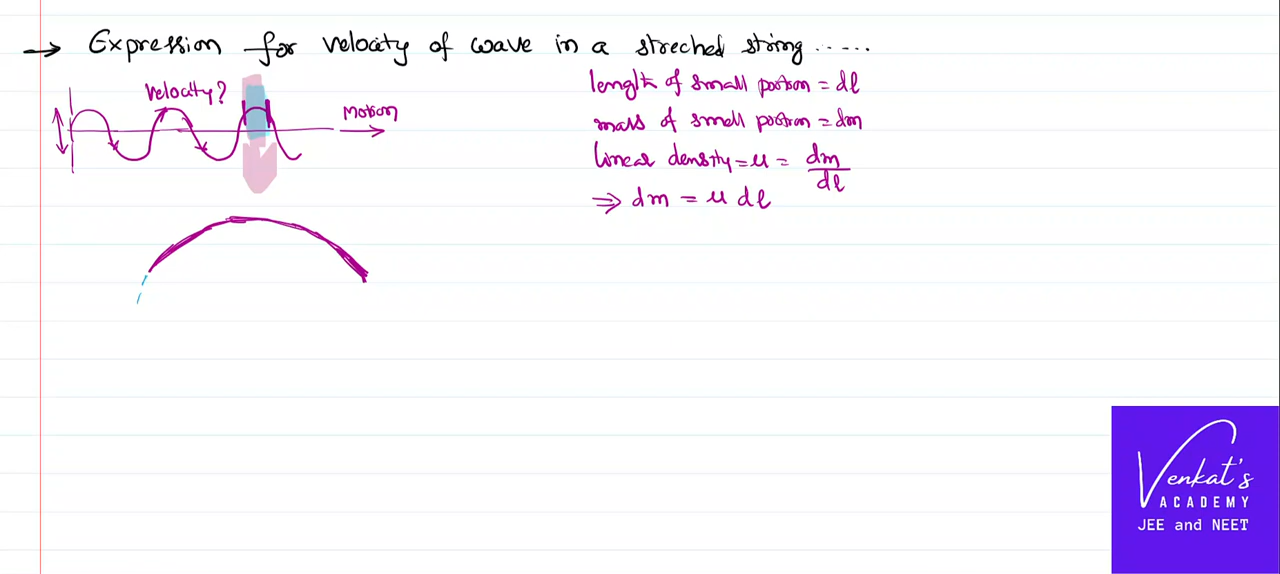 → Expression for velocity of wave in a streched string .....
velocity?
Motion
length of small portion = dl
mass of small portion = dm
linear density = μ = dm/dl
⇒ dm = μ dl
Venkat's
ACADEMY
JEE and NEET